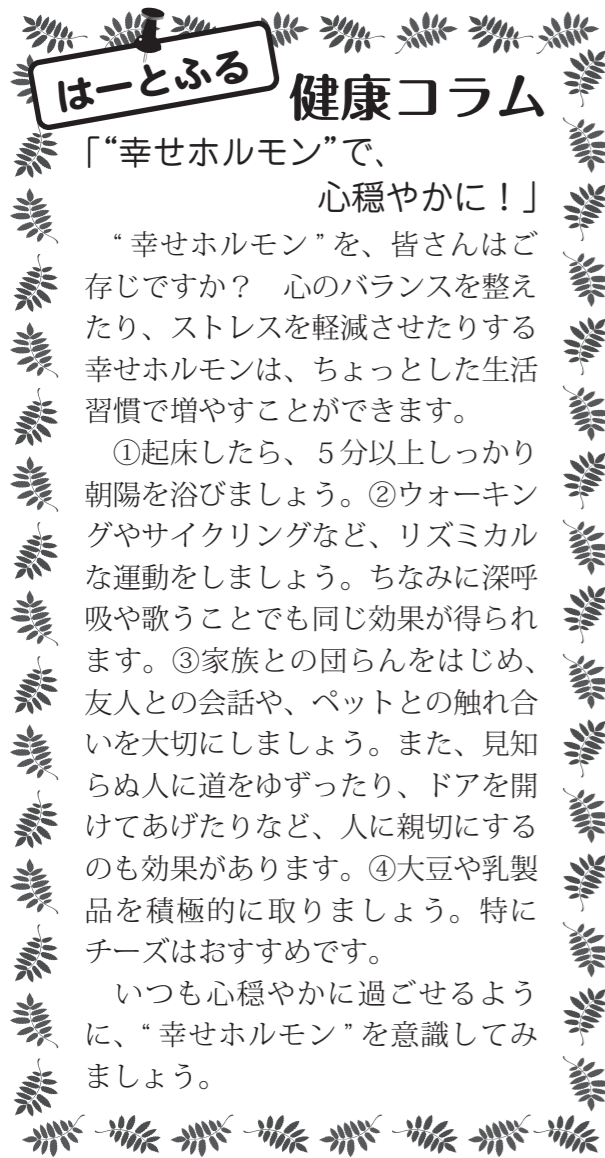 はーとふる
健康コラム
「“幸せホルモン”で、
心穏やかに！」
　“幸せホルモン”を、皆さんはご
存じですか？　心のバランスを整え
たり、ストレスを軽減させたりする
幸せホルモンは、ちょっとした生活
習慣で増やすことができます。
　①起床したら、５分以上しっかり
朝陽を浴びましょう。②ウォーキン
グやサイクリングなど、リズミカル
な運動をしましょう。ちなみに深呼
吸や歌うことでも同じ効果が得られ
ます。③家族との団らんをはじめ、
友人との会話や、ペットとの触れ合
いを大切にしましょう。また、見知
らぬ人に道をゆずったり、ドアを開
けてあげたりなど、人に親切にする
のも効果があります。④大豆や乳製
品を積極的に取りましょう。特に
チーズはおすすめです。
　いつも心穏やかに過ごせるよう
に、“幸せホルモン”を意識してみ
ましょう。